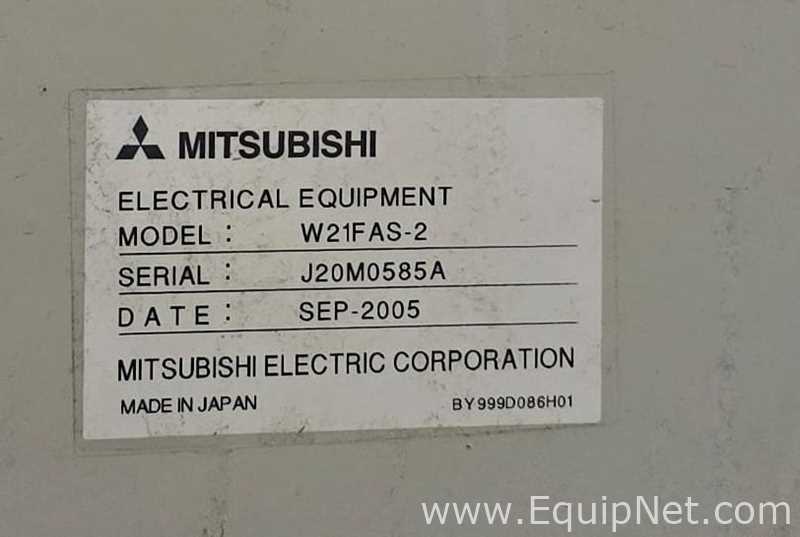 MITSUBISHI
ELECTRICAL EQUIPMENT
MODEL : W21FAS-2
SERIAL : J20M0585A
DATE : SEP-2005
MITSUBISHI ELECTRIC CORPORATION
MADE IN JAPAN BY999D086H01
www.EquipNet.com